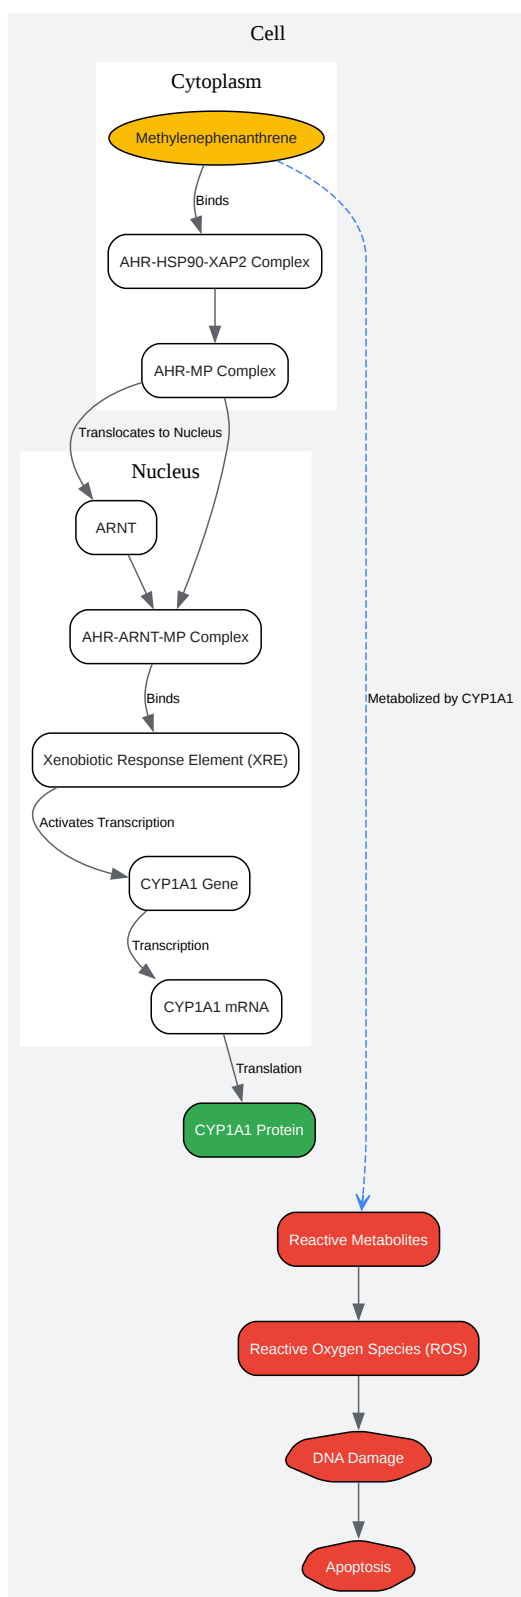 Cell
Cytoplasm
Methylenephenanthrene
Binds
AHR-HSP90-XAP2 Complex
AHR-MP Complex
Translocates to Nucleus
Nucleus
ARNT
AHR-ARNT-MP Complex
Binds
Metabolized by CYP1A1
Xenobiotic Response Element (XRE)
Activates Transcription
CYP1A1 Gene
Transcription
CYP1A1 mRNA
Translation
CYP1A1 Protein
Reactive Metabolites
Reactive Oxygen Species (ROS)
DNA Damage
Apoptosis